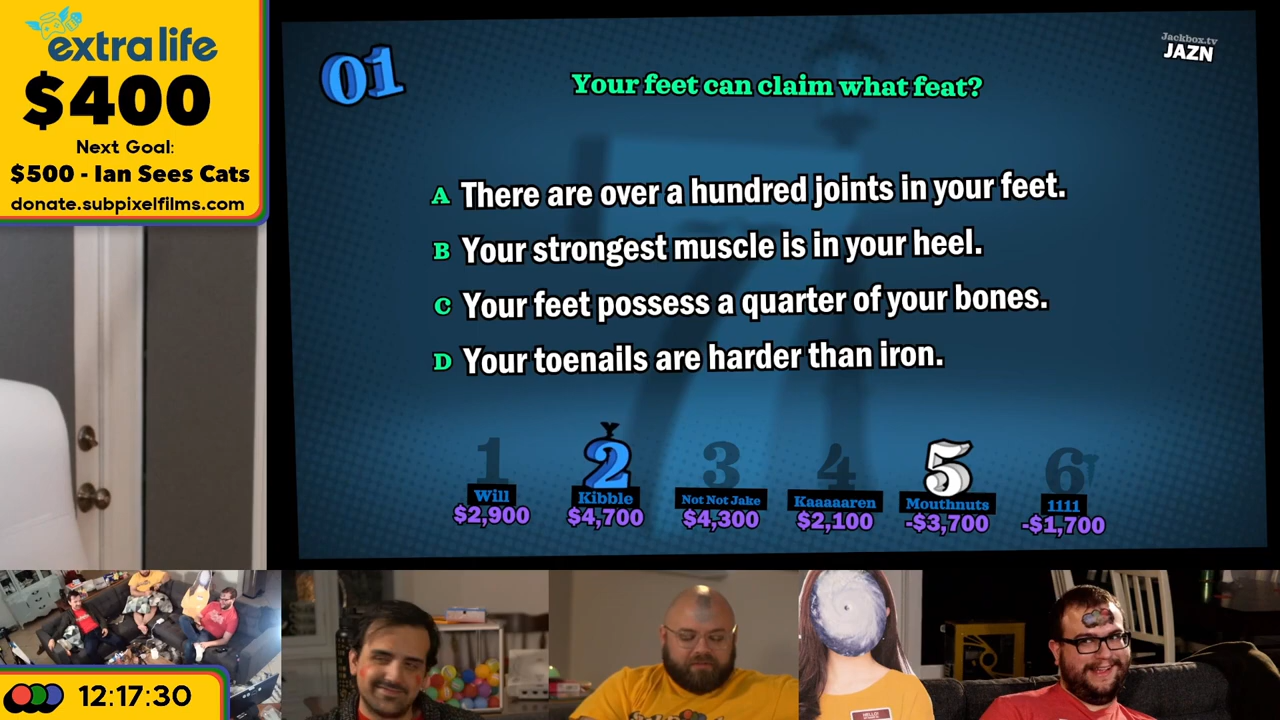 extralife
$400
Next Goal:
$500 - Ian Sees Cats
donate.subpixelfilms.com
01
Your feet can claim what feat?
Jackbox.tv
JAZN
A There are over a hundred joints in your feet.
B Your strongest muscle is in your heel.
C Your feet possess a quarter of your bones.
D Your toenails are harder than iron.
1 2 3 4 5 6
Will Kibble Not Not Jake Kaaaaaren Mouthnuts 1111
$2,900 $4,700 $4,300 $2,100 -$3,700 -$1,700
HELLO
12:17:30